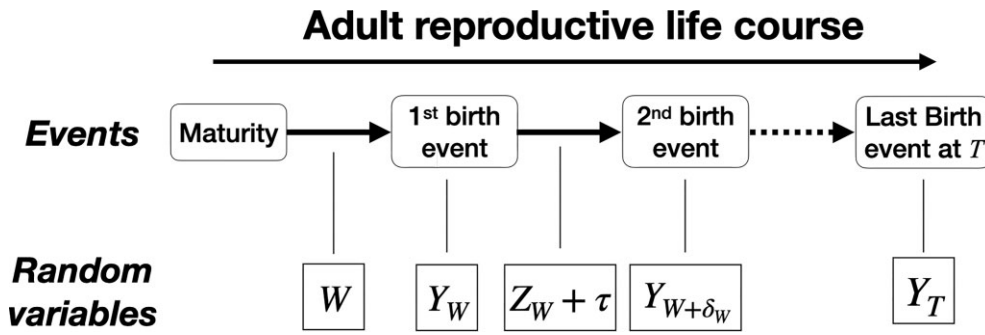 Adult reproductive life course
Events
Maturity
1st birth
event
2nd birth
event
Last Birth
event at T
Random
variables
W
Y_W
Z_W + τ
Y_{W+δ_W}
Y_T